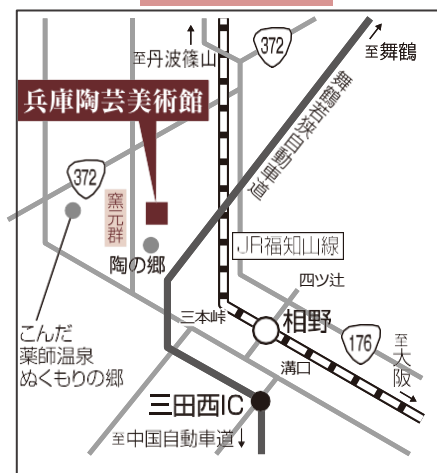 372
至丹波篠山
至舞鶴
兵庫陶芸美術館
舞鶴若狭自動車道
372
窯元群
陶の郷
JR福知山線
四ツ辻
こんだ
薬師温泉
ぬくもりの郷
三本峠
相野
176
至大阪
溝口
三田西IC
至中国自動車道